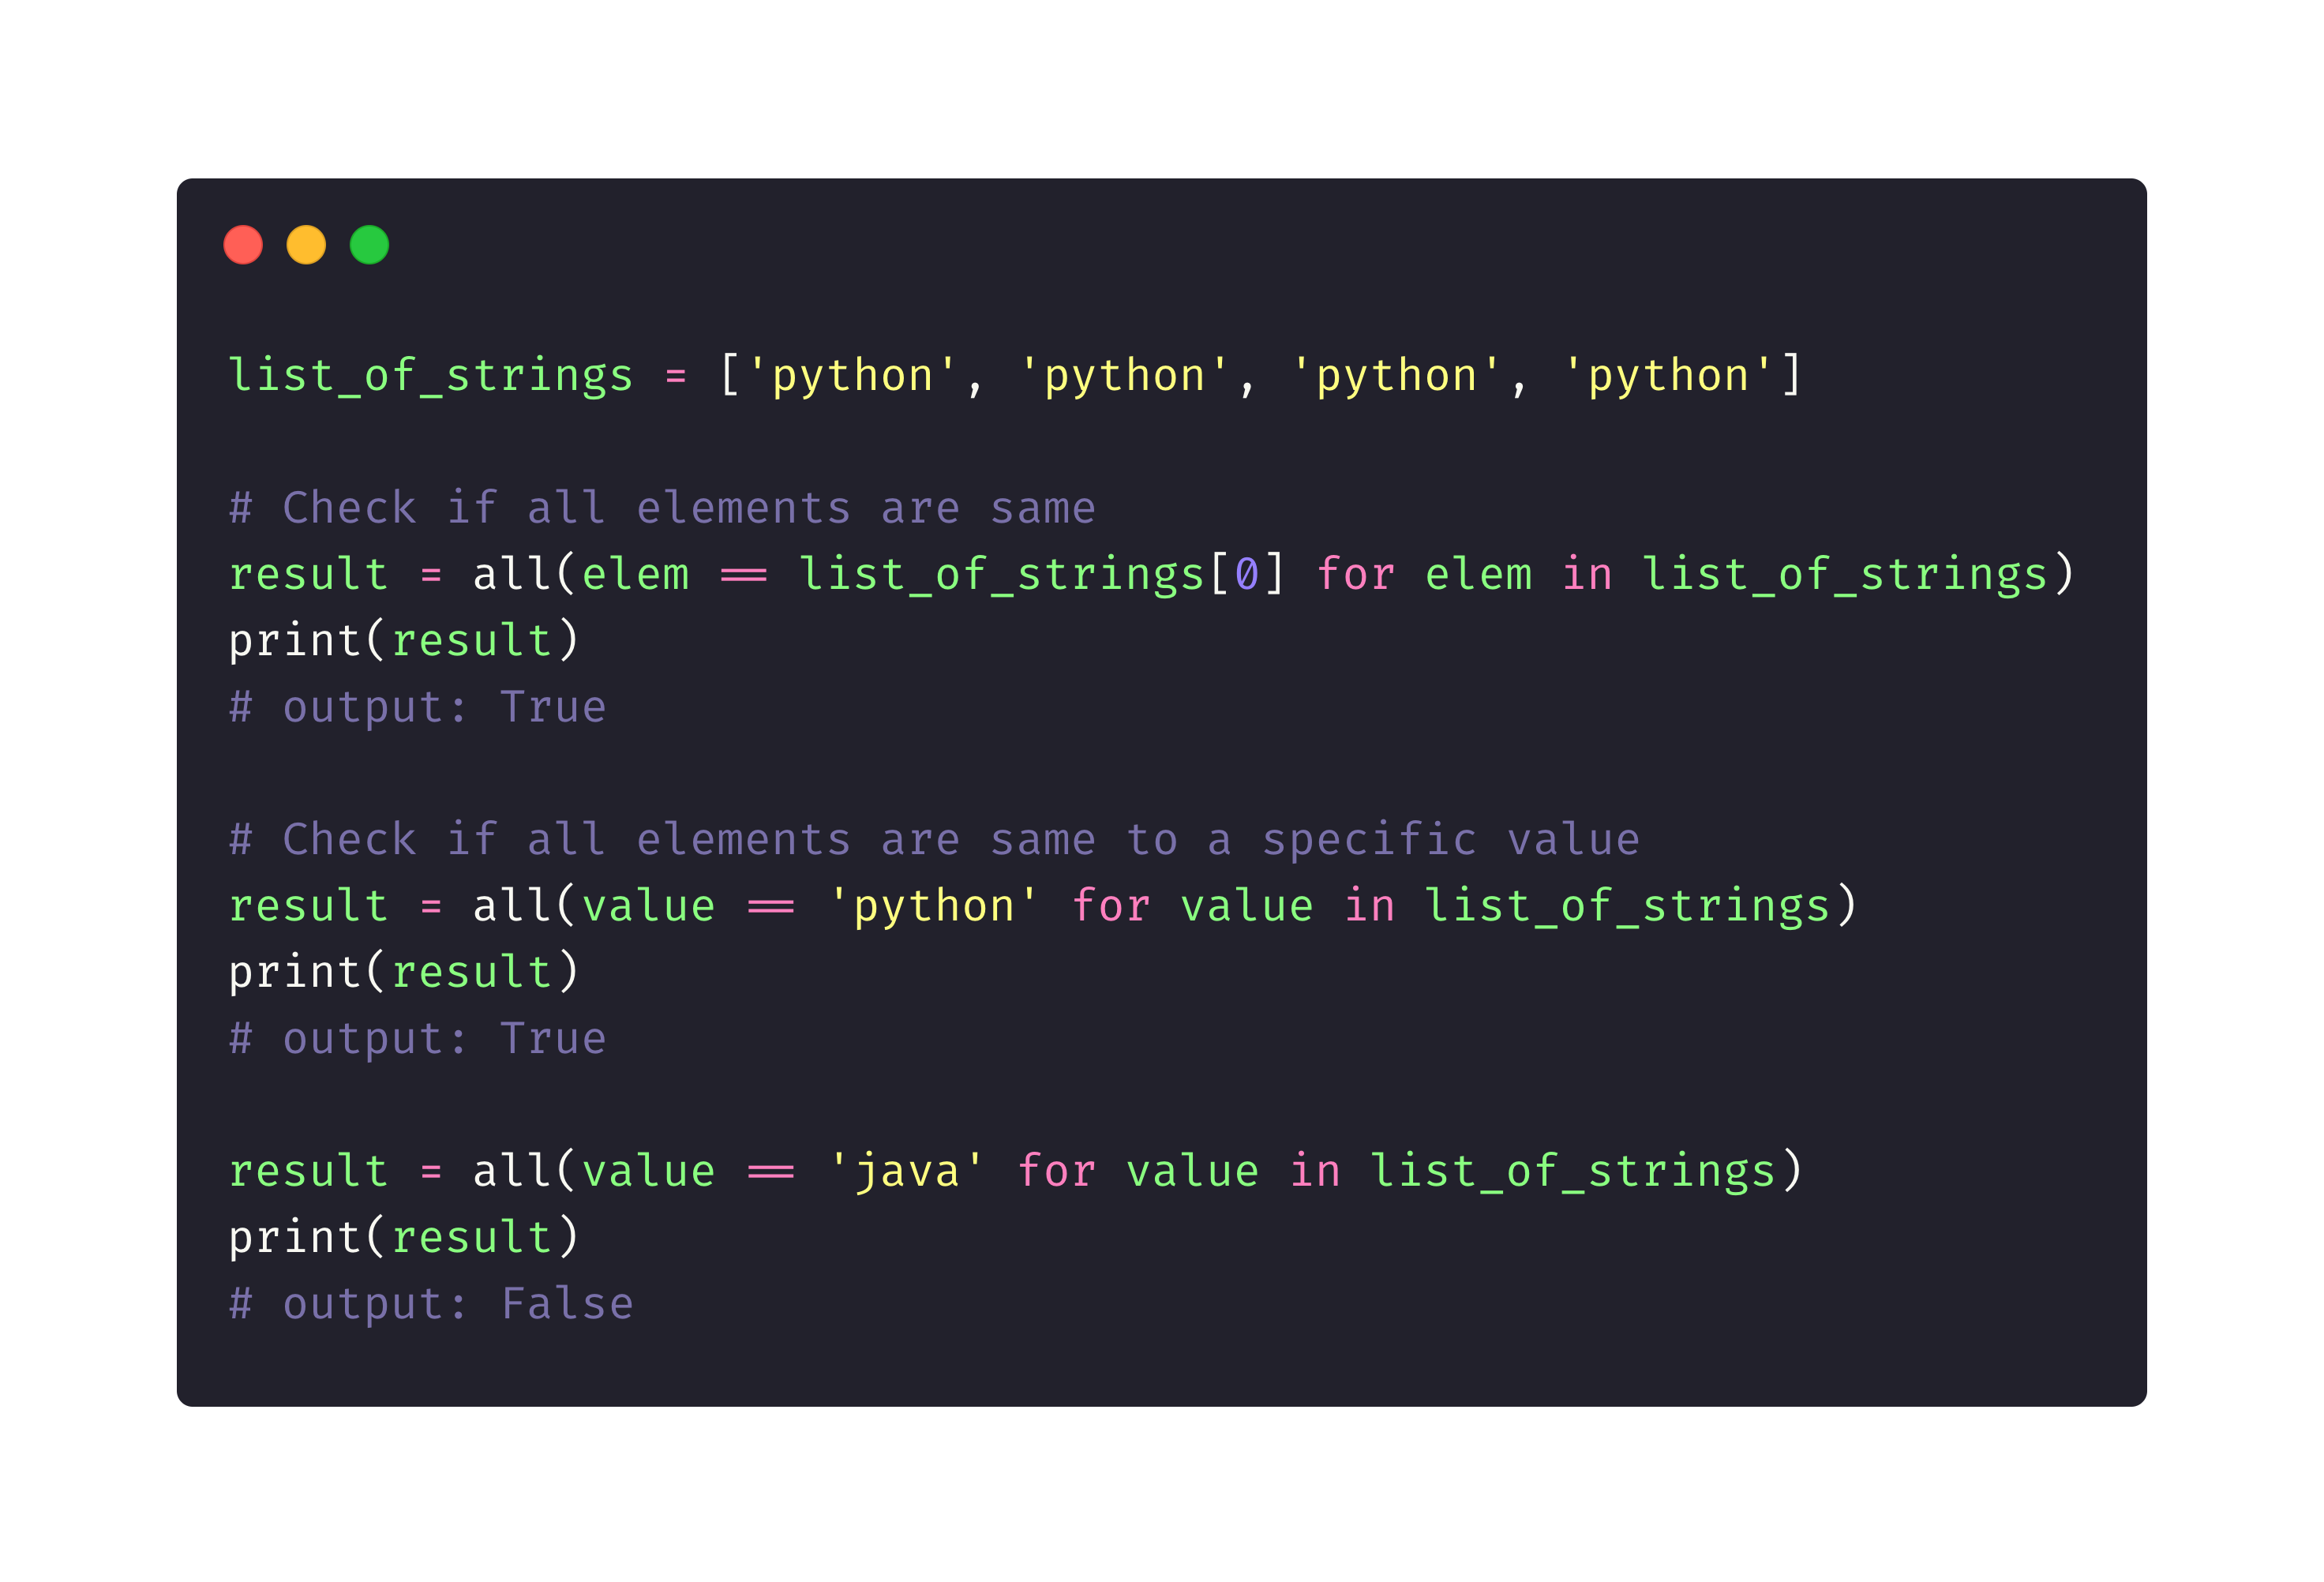 list_of_strings = ['python', 'python', 'python', 'python']
# Check if all elements are same
result = all(elem == list_of_strings[0] for elem in list_of_strings)
print(result)
# output: True
# Check if all elements are same to a specific value
result = all(value == 'python' for value in list_of_strings)
print(result)
# output: True
result = all(value == 'java' for value in list_of_strings)
print(result)
# output: False